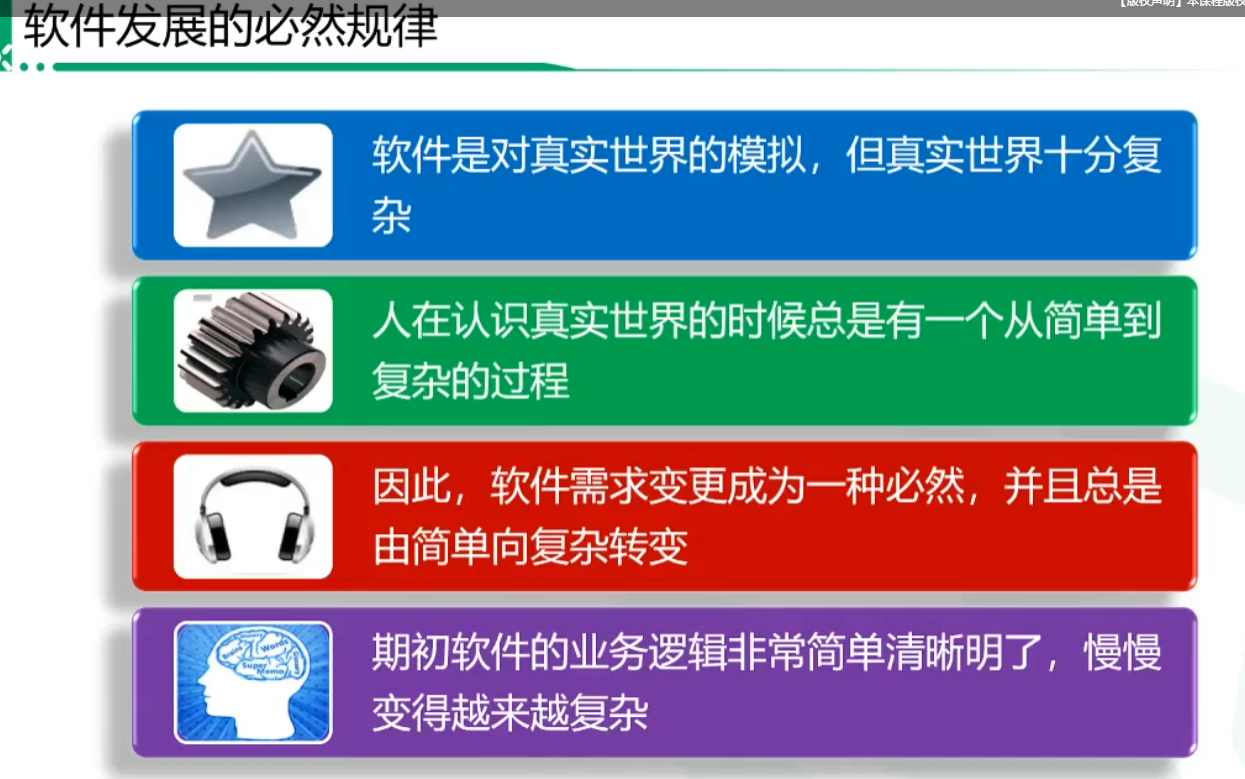 【版权声明】本课程版权
软件发展的必然规律
软件是对真实世界的模拟，但真实世界十分复
杂
人在认识真实世界的时候总是有一个从简单到
复杂的过程
因此，软件需求变更成为一种必然，并且总是
由简单向复杂转变
期初软件的业务逻辑非常简单清晰明了，慢慢
变得越来越复杂